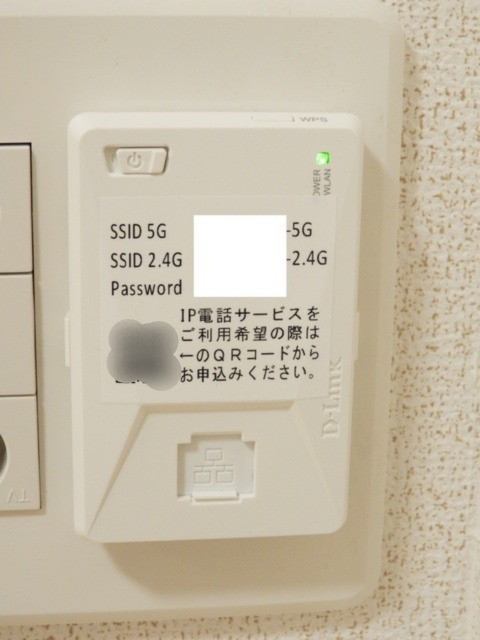 WPS
POWER
WLAN
SSID 5G -5G
SSID 2.4G -2.4G
Password
IP電話サービスを
ご利用希望の際は
←のQRコードから
お申込みください。
D-Link
TV